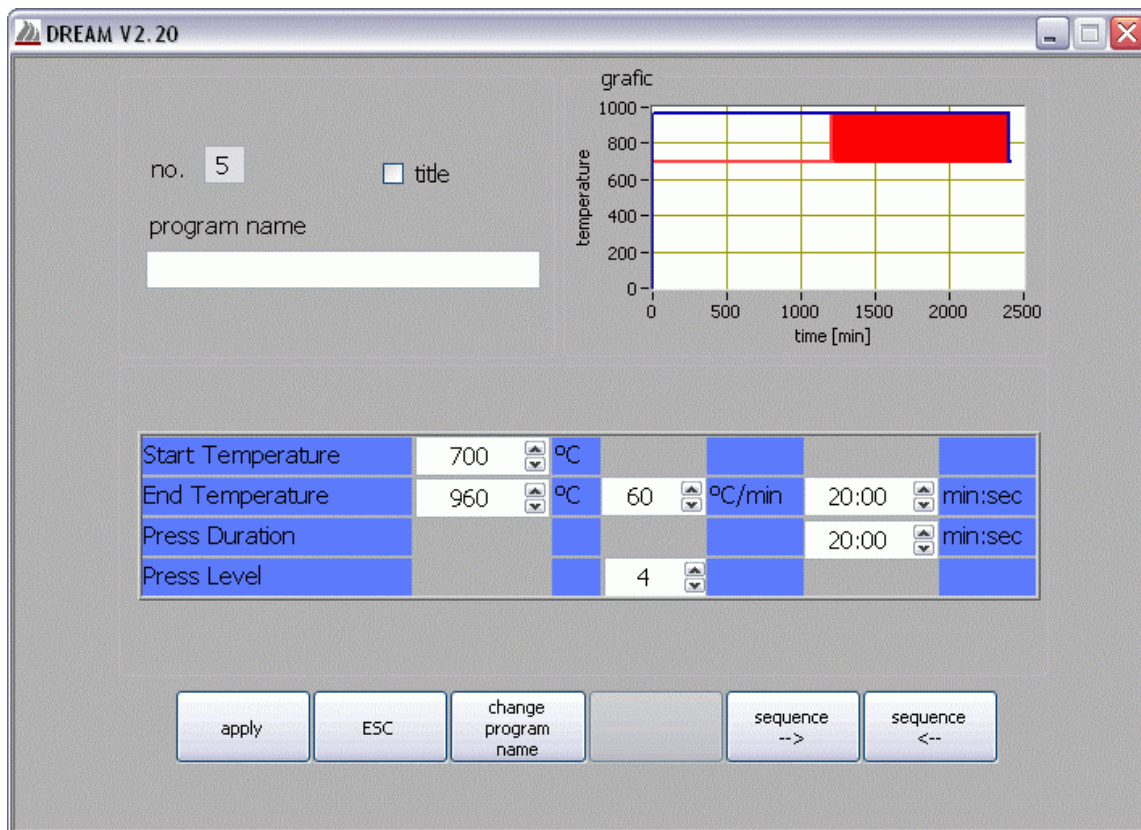 DREAM V2.20
no. 5
title
program name
grafic
temperature
1000
800
600
400
200
0
0 500 1000 1500 2000 2500
time [min]
Start Temperature 700 ºC
End Temperature 960 ºC 60 ºC/min 20:00 min:sec
Press Duration 20:00 min:sec
Press Level 4
apply
ESC
change
program
name
sequence
-->
sequence
<--